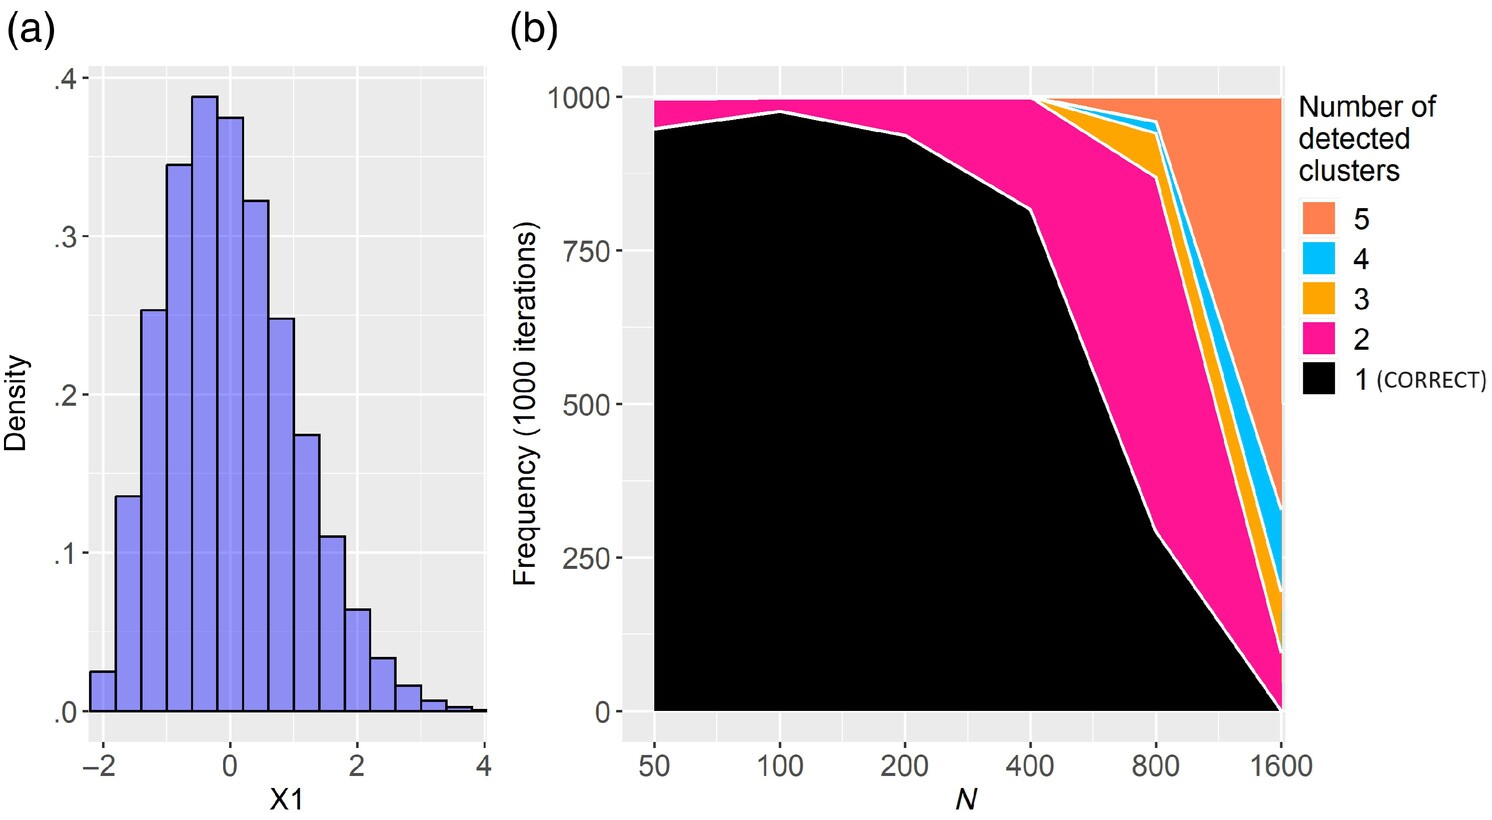 (a)
(b)
.4
.3
.2
.1
.0
Density
–2
0
2
4
X1
1000
750
500
250
0
Frequency (1000 iterations)
50
100
200
400
800
1600
N
Number of
detected
clusters
5
4
3
2
1 (CORRECT)